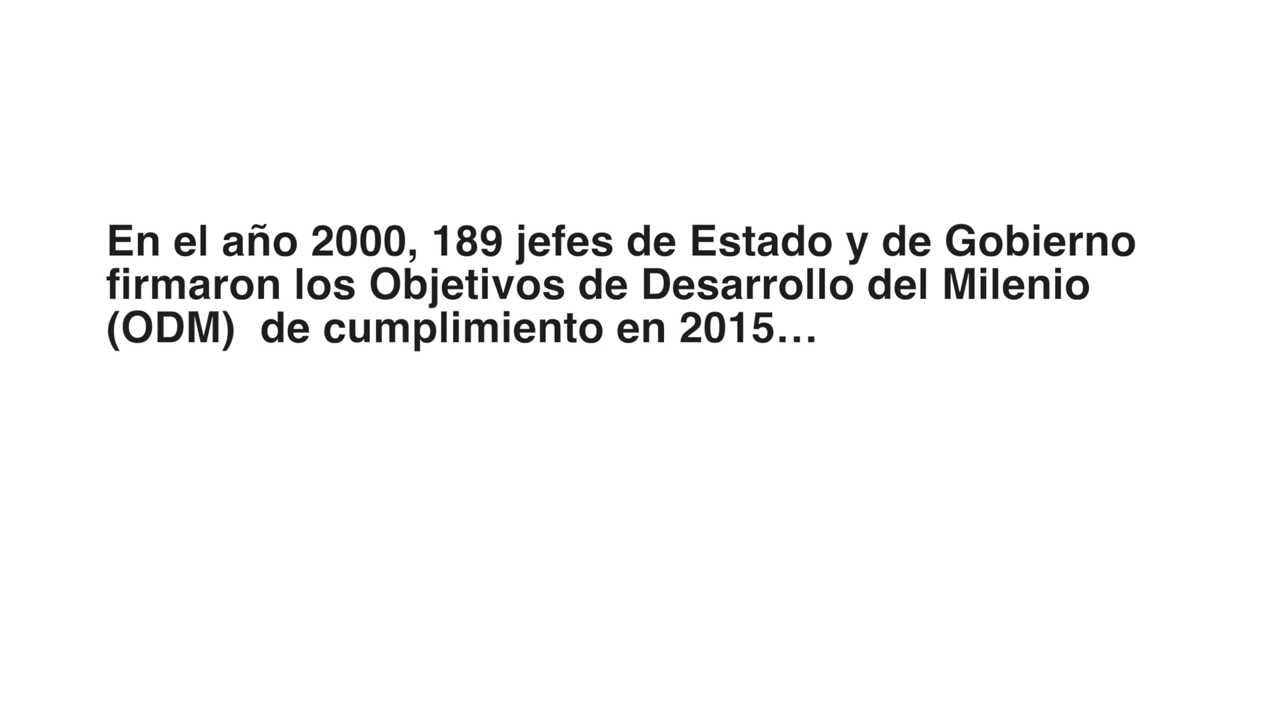 En el año 2000, 189 jefes de Estado y de Gobierno
firmaron los Objetivos de Desarrollo del Milenio
(ODM)  de cumplimiento en 2015…